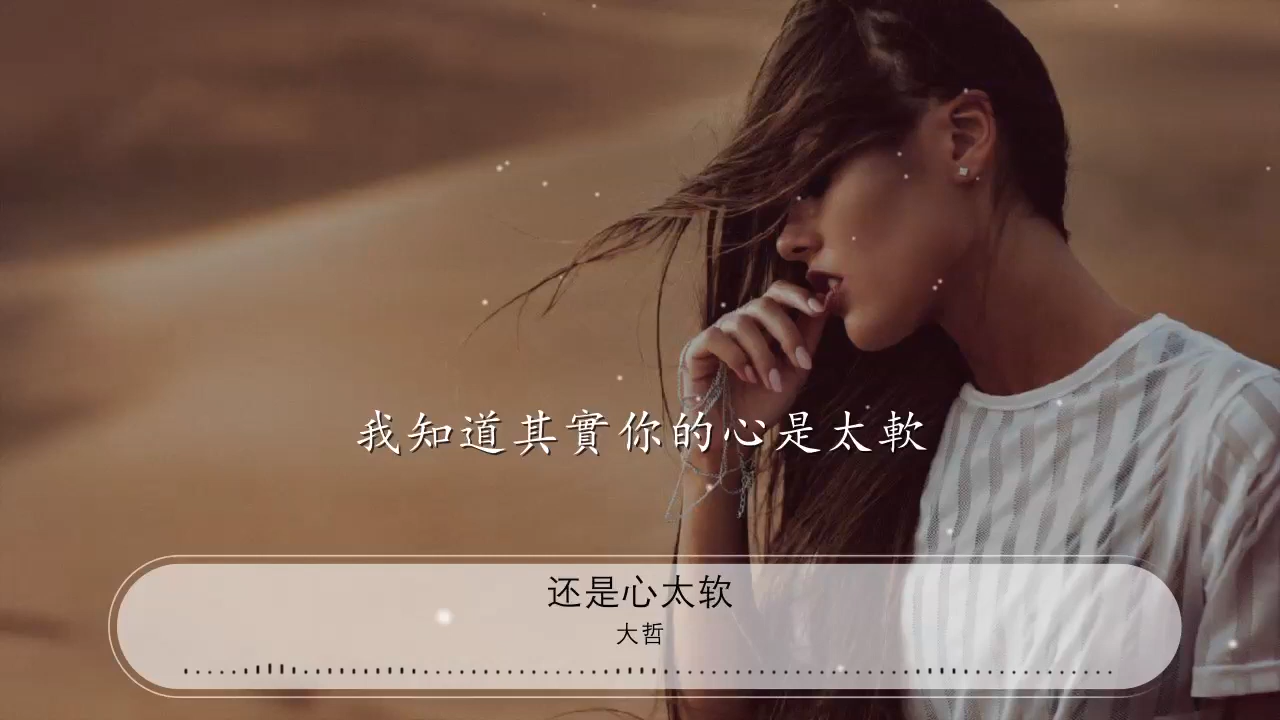 我知道其實你的心是太軟
还是心太软
大哲